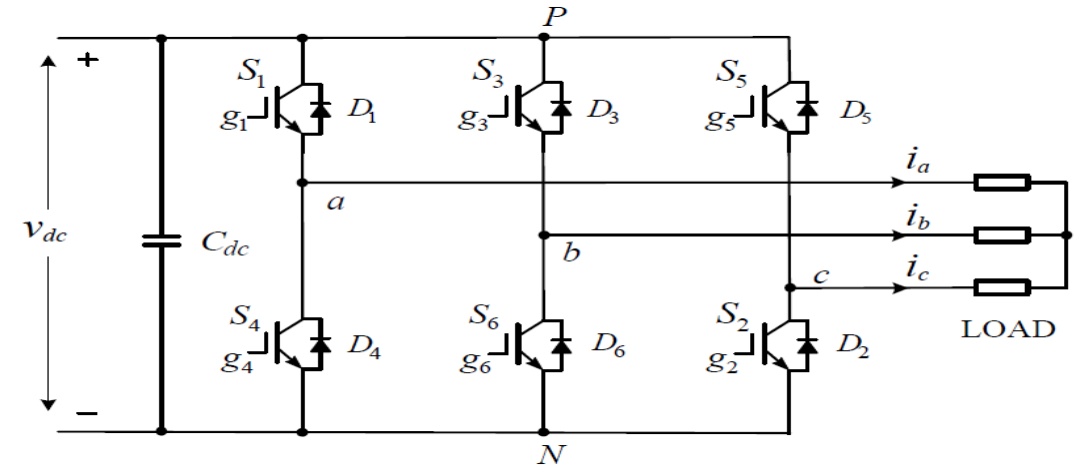 P
+
S1 S3 S5
g1 D1 g3 D3 g5 D5
ia
a
vdc Cdc ib
b
ic
c
S4 S6 S2 LOAD
g4 D4 g6 D6 g2 D2
−
N